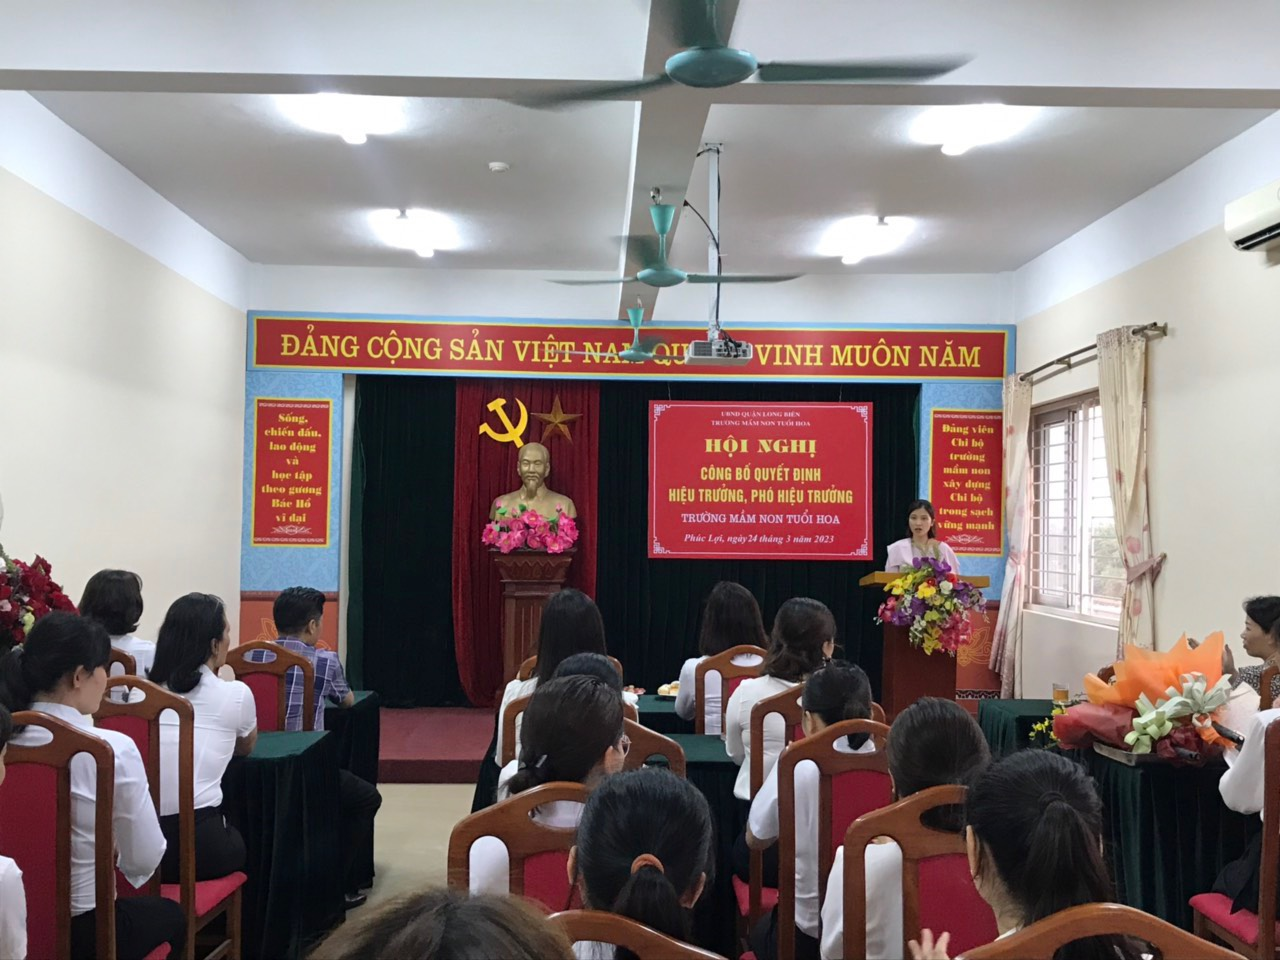 ĐẢNG CỘNG SẢN VIỆT NAM QU VINH MUÔN NĂM
Sống,
chiến đấu,
lao động
và
học tập
theo gương
Bác Hồ
vĩ đại
UBND QUẬN LONG BIÊN
TRƯỜNG MẦM NON TUỔI HOA
HỘI NGHỊ
CÔNG BỐ QUYẾT ĐỊNH
HIỆU TRƯỞNG, PHÓ HIỆU TRƯỞNG
TRƯỜNG MẦM NON TUỔI HOA
Phúc Lợi, ngày 24 tháng 3 năm 2023
Đảng viên
Chi bộ
trường
mầm non
xây dựng
Chi bộ
trong sạch
vững mạnh